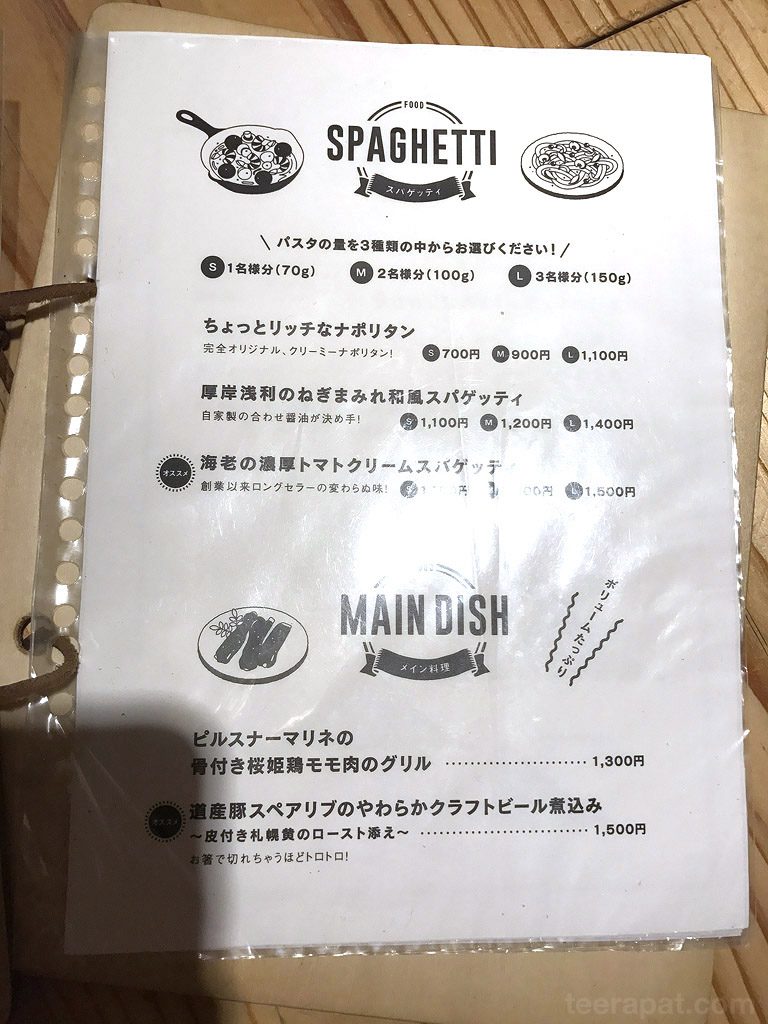 FOOD
SPAGHETTI
スパゲッティ
\ パスタの量を3種類の中からお選びください! /
S 1名様分(70g) M 2名様分(100g) L 3名様分(150g)
ちょっとリッチなナポリタン
完全オリジナル、クリーミーナポリタン! S 700円 M 900円 L 1,100円
厚岸浅利のねぎまみれ和風スパゲッティ
自家製の合わせ醤油が決め手! S 1,100円 M 1,200円 L 1,400円
オススメ 海老の濃厚トマトクリームスパゲッティ
創業以来ロングセラーの変わらぬ味! S 円 00円 L 1,500円
MAIN DISH
メイン料理
ボリュームたっぷり
ピルスナーマリネの
骨付き桜姫鶏モモ肉のグリル ........................ 1,300円
オススメ 道産豚スペアリブのやわらかクラフトビール煮込み
〜皮付き札幌黄のロースト添え〜 ........................ 1,500円
お箸で切れちゃうほどトロトロ!
teerapat.com